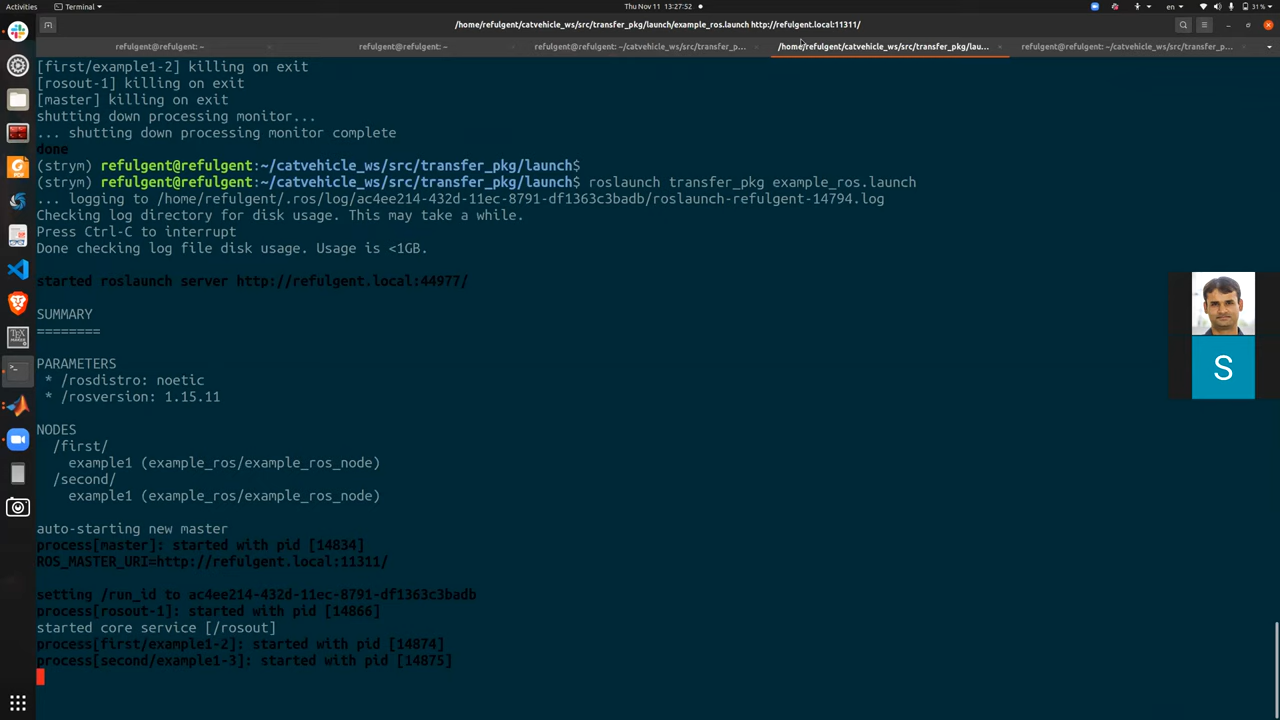 Activities
Terminal
Thu Nov 11 13:27:52
en
31%
/home/refulgent/catvehicle_ws/src/transfer_pkg/launch/example_ros.launch http://refulgent.local:11311/
refulgent@refulgent: ~
refulgent@refulgent: ~
refulgent@refulgent: ~/catvehicle_ws/src/transfer_p...
/home/refulgent/catvehicle_ws/src/transfer_pkg/lau...
refulgent@refulgent: ~/catvehicle_ws/src/transfer_p...
[first/example1-2] killing on exit
[rosout-1] killing on exit
[master] killing on exit
shutting down processing monitor...
... shutting down processing monitor complete
done
(strym) refulgent@refulgent:~/catvehicle_ws/src/transfer_pkg/launch$
(strym) refulgent@refulgent:~/catvehicle_ws/src/transfer_pkg/launch$ roslaunch transfer_pkg example_ros.launch
... logging to /home/refulgent/.ros/log/ac4ee214-432d-11ec-8791-df1363c3badb/roslaunch-refulgent-14794.log
Checking log directory for disk usage. This may take a while.
Press Ctrl-C to interrupt
Done checking log file disk usage. Usage is <1GB.
started roslaunch server http://refulgent.local:44977/
SUMMARY
========
PARAMETERS
* /rosdistro: noetic
* /rosversion: 1.15.11
NODES
/first/
example1 (example_ros/example_ros_node)
/second/
example1 (example_ros/example_ros_node)
auto-starting new master
process[master]: started with pid [14834]
ROS_MASTER_URI=http://refulgent.local:11311/
setting /run_id to ac4ee214-432d-11ec-8791-df1363c3badb
process[rosout-1]: started with pid [14866]
started core service [/rosout]
process[first/example1-2]: started with pid [14874]
process[second/example1-3]: started with pid [14875]
S